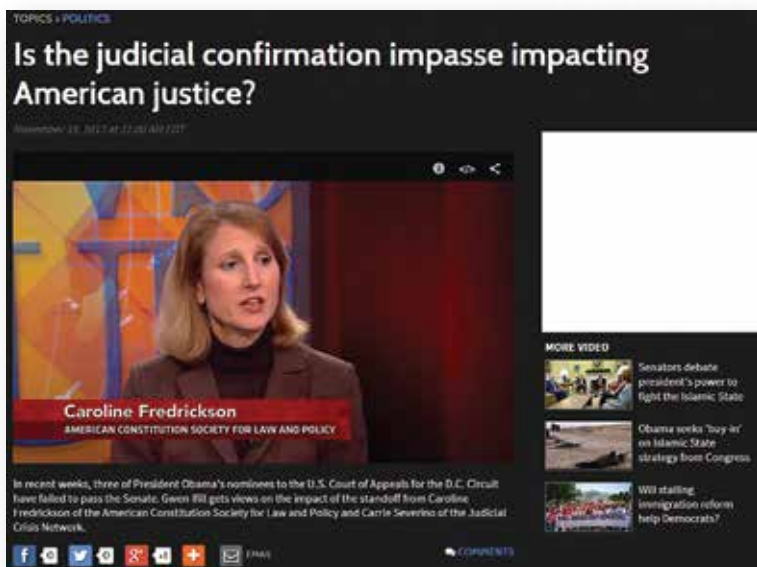 TOPICS > POLITICS
Is the judicial confirmation impasse impacting
American justice?
Caroline Fredrickson
AMERICAN CONSTITUTION SOCIETY FOR LAW AND POLICY
In recent weeks, three of President Obama's nominees to the U.S. Court of Appeals for the D.C. Circuit
have failed to pass the Senate. Gwen Ifill gets views on the impact of the standoff from Caroline
Fredrickson of the American Constitution Society for Law and Policy and Carrie Severino of the Judicial
Crisis Network.
EMAIL
COMMENTS
MORE VIDEO
Senators debate
president's power to
fight the Islamic State
Obama seeks 'buy-in'
on Islamic State
strategy from Congress
Will stalling
immigration reform
help Democrats?